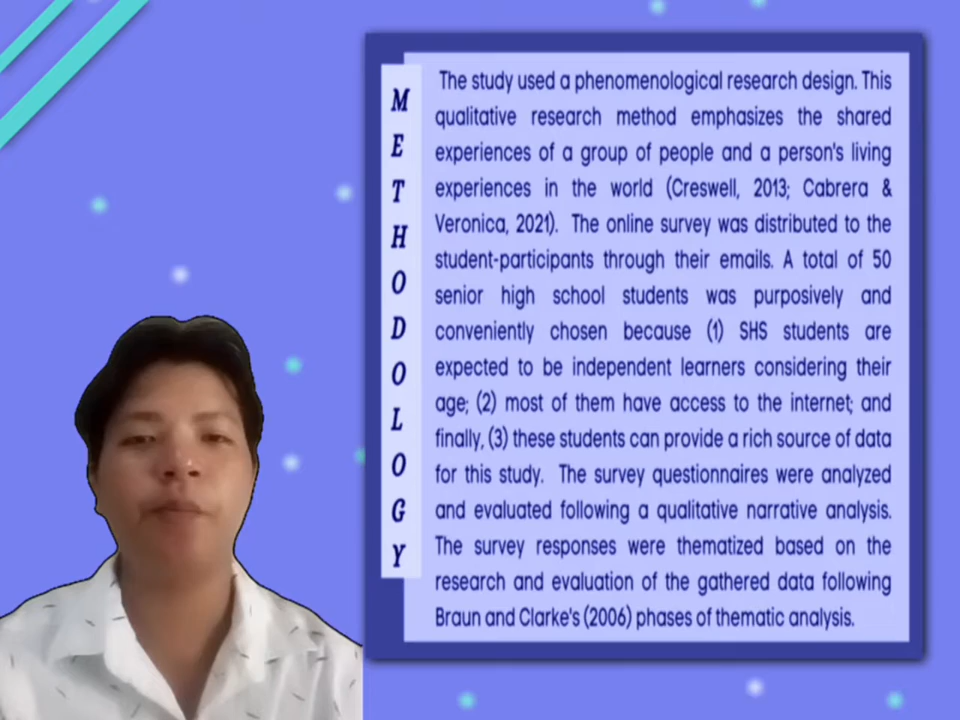 METHODOLOGY
The study used a phenomenological research design. This
qualitative research method emphasizes the shared
experiences of a group of people and a person's living
experiences in the world (Creswell, 2013; Cabrera &
Veronica, 2021). The online survey was distributed to the
student-participants through their emails. A total of 50
senior high school students was purposively and
conveniently chosen because (1) SHS students are
expected to be independent learners considering their
age; (2) most of them have access to the internet; and
finally, (3) these students can provide a rich source of data
for this study. The survey questionnaires were analyzed
and evaluated following a qualitative narrative analysis.
The survey responses were thematized based on the
research and evaluation of the gathered data following
Braun and Clarke's (2006) phases of thematic analysis.